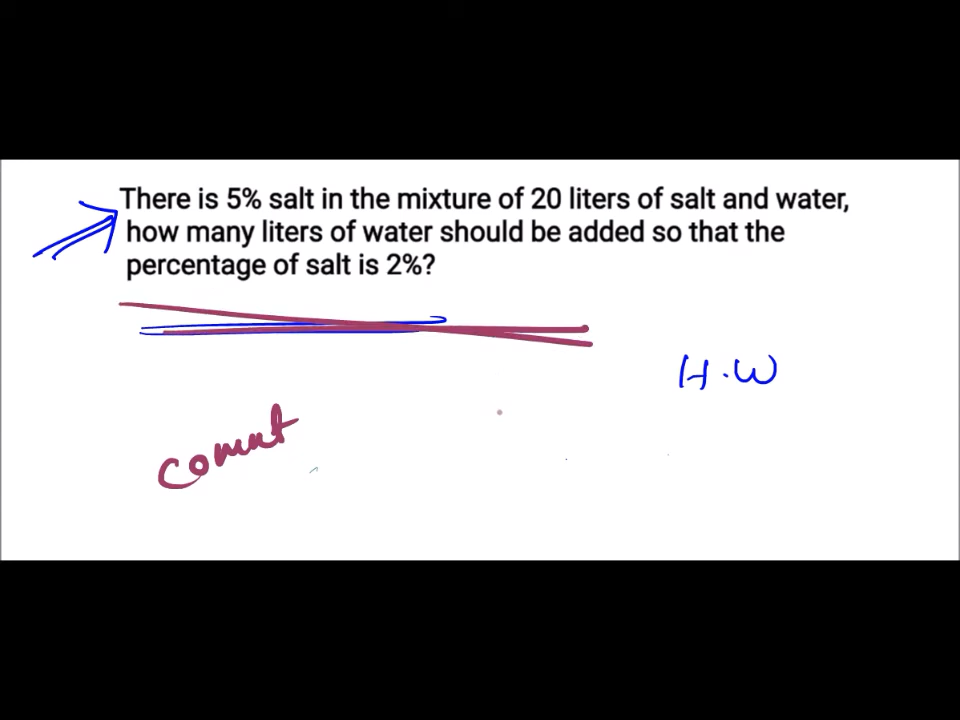 There is 5% salt in the mixture of 20 liters of salt and water,
how many liters of water should be added so that the
percentage of salt is 2%?
H.W